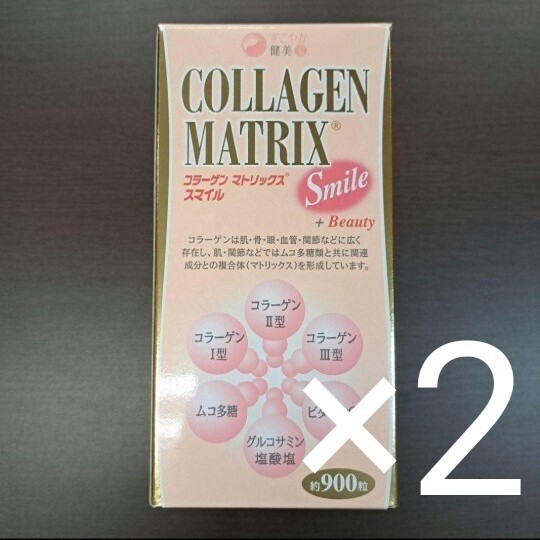 すこやか
健美
COLLAGEN
MATRIX®
コラーゲン マトリックス®
スマイル
Smile
+ Beauty
コラーゲンは肌・骨・眼・血管・関節などに広く
存在し、肌・関節などではムコ多糖類と共に関連
成分との複合体(マトリックス)を形成しています。
コラーゲン
II型
コラーゲン
I型
コラーゲン
III型
ムコ多糖
グルコサミン
塩酸塩
約900粒
×2